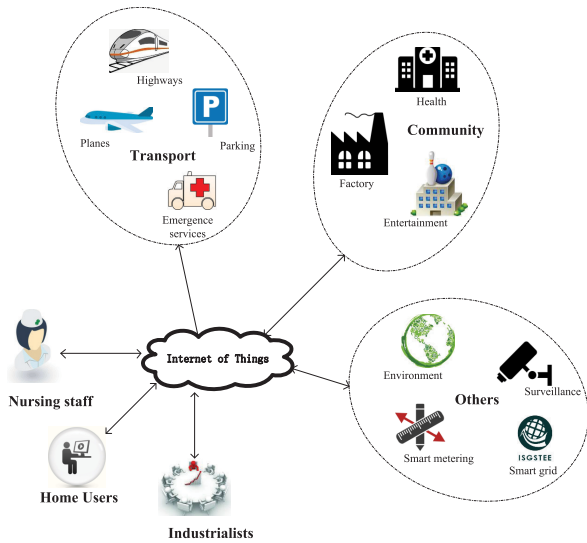 Highways
P
Planes
Parking
Transport
Emergence
services
Health
Community
Factory
Entertainment
Internet of Things
Nursing staff
Home Users
Industrialists
Environment
Surveillance
Others
Smart metering
ISGSTEE
Smart grid